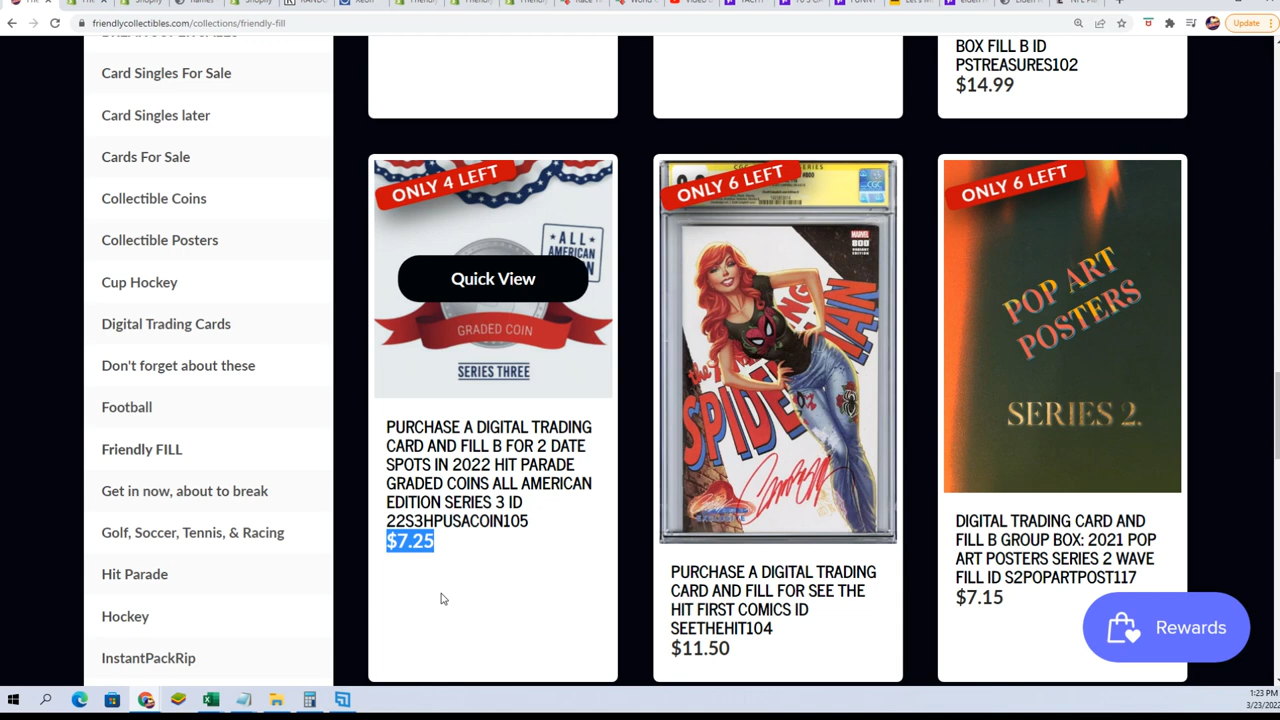 friendlycollectibles.com/collections/friendly-fill
Update
Card Singles For Sale
Card Singles later
Cards For Sale
Collectible Coins
Collectible Posters
Cup Hockey
Digital Trading Cards
Don't forget about these
Football
Friendly FILL
Get in now, about to break
Golf, Soccer, Tennis, & Racing
Hit Parade
Hockey
InstantPackRip
BOX FILL B ID
PSTREASURES102
$14.99
ONLY 4 LEFT
ALL
AMERICAN
Quick View
GRADED COIN
SERIES THREE
PURCHASE A DIGITAL TRADING
CARD AND FILL B FOR 2 DATE
SPOTS IN 2022 HIT PARADE
GRADED COINS ALL AMERICAN
EDITION SERIES 3 ID
22S3HPUSACOIN105
$7.25
ONLY 6 LEFT
CGC
MARVEL
800
the AMAZING
SPIDER-MAN
PURCHASE A DIGITAL TRADING
CARD AND FILL FOR SEE THE
HIT FIRST COMICS ID
SEETHEHIT104
$11.50
ONLY 6 LEFT
POP ART
POSTERS
SERIES 2.
DIGITAL TRADING CARD AND
FILL B GROUP BOX: 2021 POP
ART POSTERS SERIES 2 WAVE
FILL ID S2POPARTPOST117
$7.15
Rewards
1:23 PM